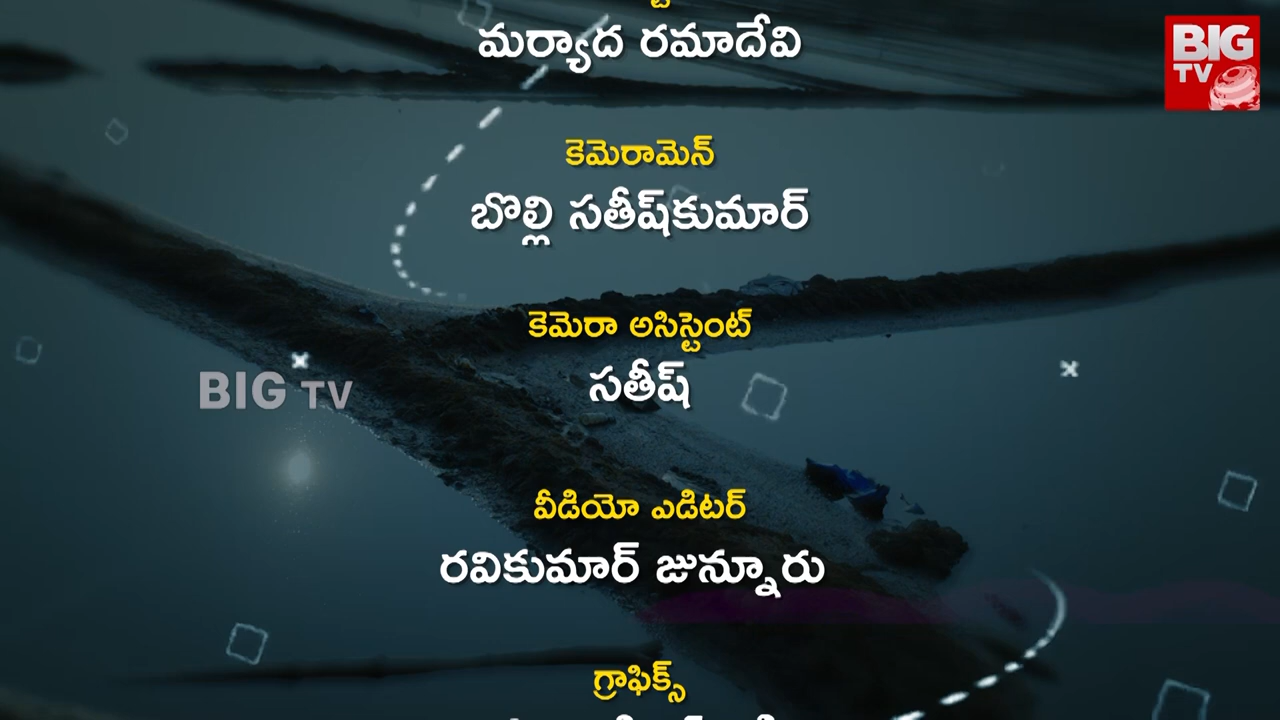 మర్యాద రమాదేవి
BIG
TV
కెమెరామెన్
బొల్లి సతీష్‌కుమార్
కెమెరా అసిస్టెంట్
సతీష్
BIG TV
వీడియో ఎడిటర్
రవికుమార్ జున్నూరు
గ్రాఫిక్స్